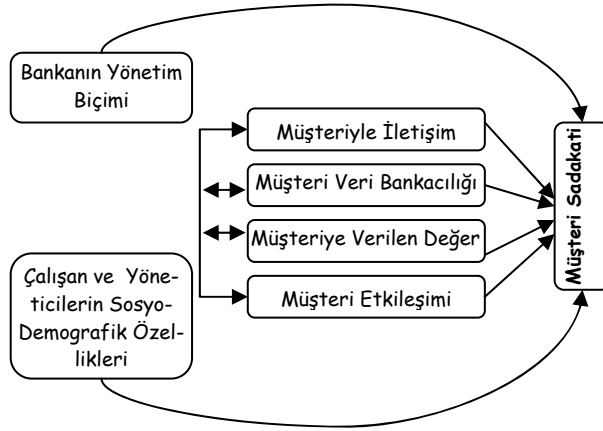 Bankanın Yönetim
Biçimi
Müşteriyle İletişim
Müşteri Veri Bankacılığı
Müşteriye Verilen Değer
Müşteri Etkileşimi
Çalışan ve Yöne-
ticilerin Sosyo-
Demografik Özel-
likleri
Müşteri Sadakati